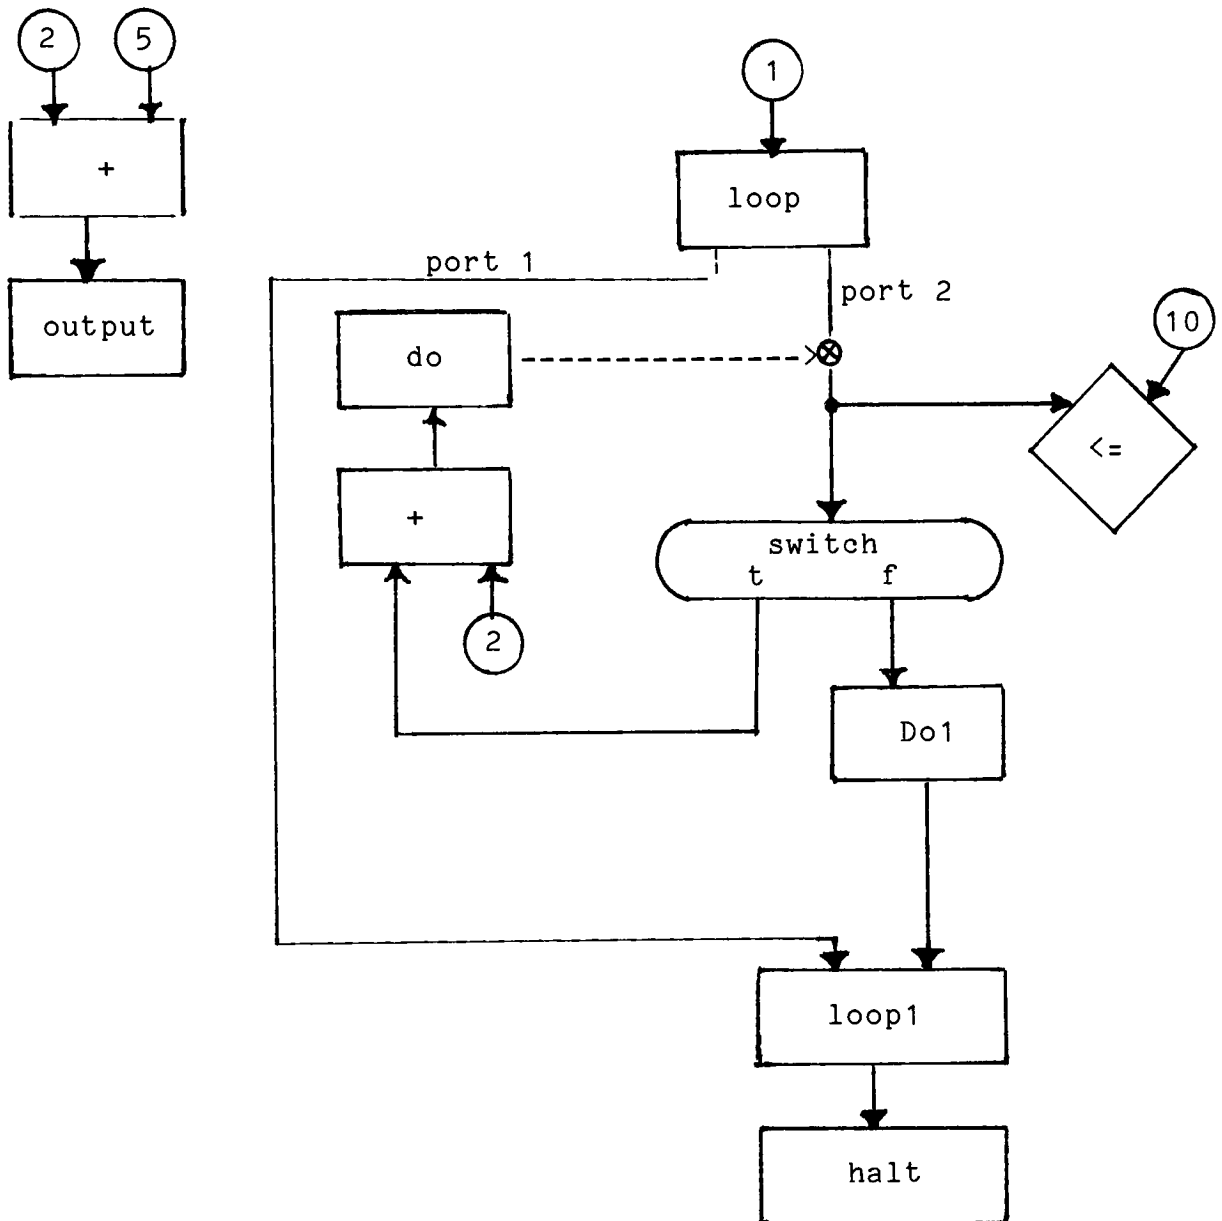 2 5
+
output
1
loop
port 1
port 2
10
do
<=
+
switch
t f
2
Do1
loop1
halt